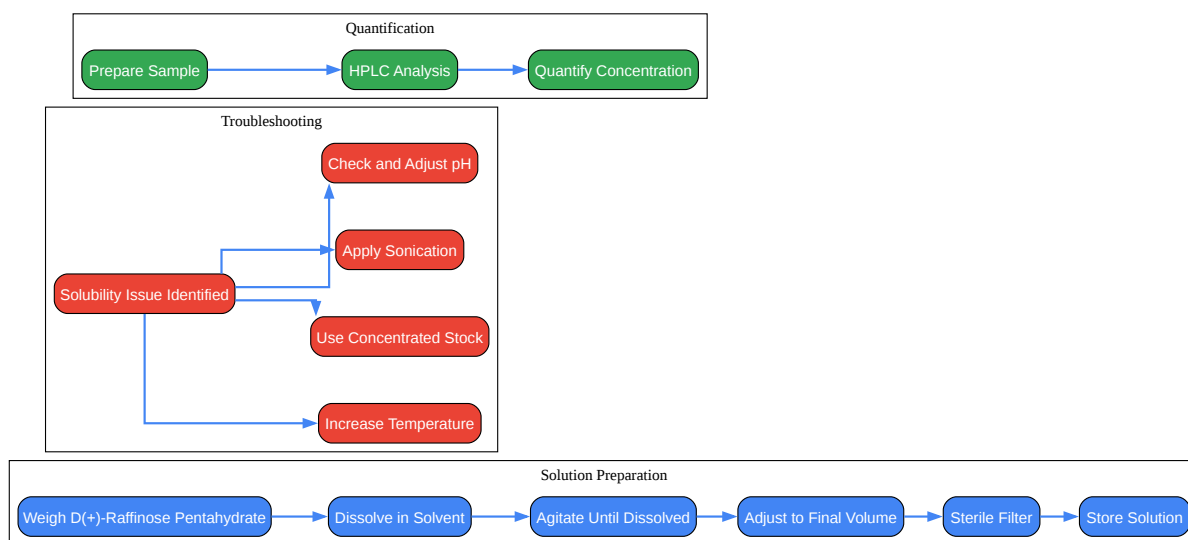 Quantification
Prepare Sample
HPLC Analysis
Quantify Concentration
Troubleshooting
Check and Adjust pH
Apply Sonication
Solubility Issue Identified
Use Concentrated Stock
Increase Temperature
Solution Preparation
Weigh D(+)-Raffinose Pentahydrate
Dissolve in Solvent
Agitate Until Dissolved
Adjust to Final Volume
Sterile Filter
Store Solution